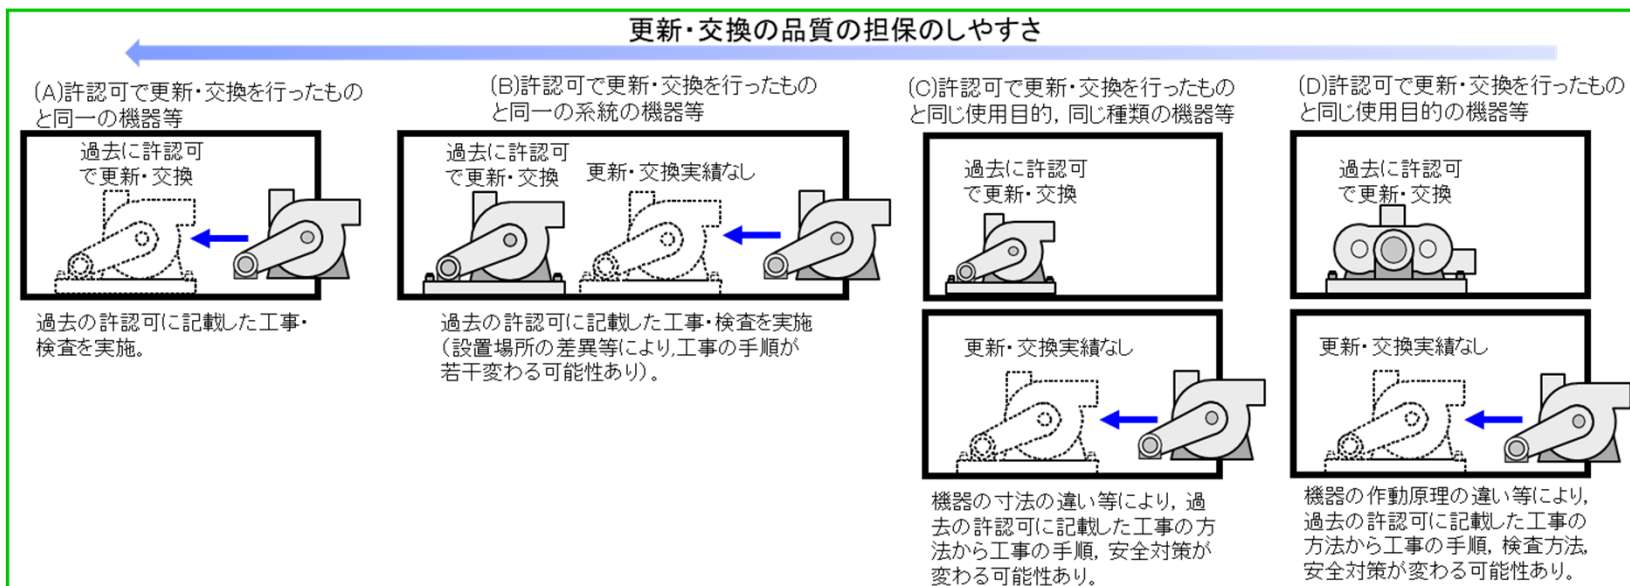 更新・交換の品質の担保のしやすさ
(A)許認可で更新・交換を行ったもの
と同一の機器等
過去に許認可
で更新・交換
過去の許認可に記載した工事・
検査を実施。
(B)許認可で更新・交換を行ったもの
と同一の系統の機器等
過去に許認可
で更新・交換
更新・交換実績なし
過去の許認可に記載した工事・検査を実施
(設置場所の差異等により,工事の手順が
若干変わる可能性あり)。
(C)許認可で更新・交換を行ったもの
と同じ使用目的, 同じ種類の機器等
過去に許認可
で更新・交換
更新・交換実績なし
機器の寸法の違い等により, 過
去の許認可に記載した工事の方
法から工事の手順, 安全対策が
変わる可能性あり。
(D)許認可で更新・交換を行ったもの
と同じ使用目的の機器等
過去に許認可
で更新・交換
更新・交換実績なし
機器の作動原理の違い等により,
過去の許認可に記載した工事の
方法から工事の手順, 検査方法,
安全対策が変わる可能性あり。